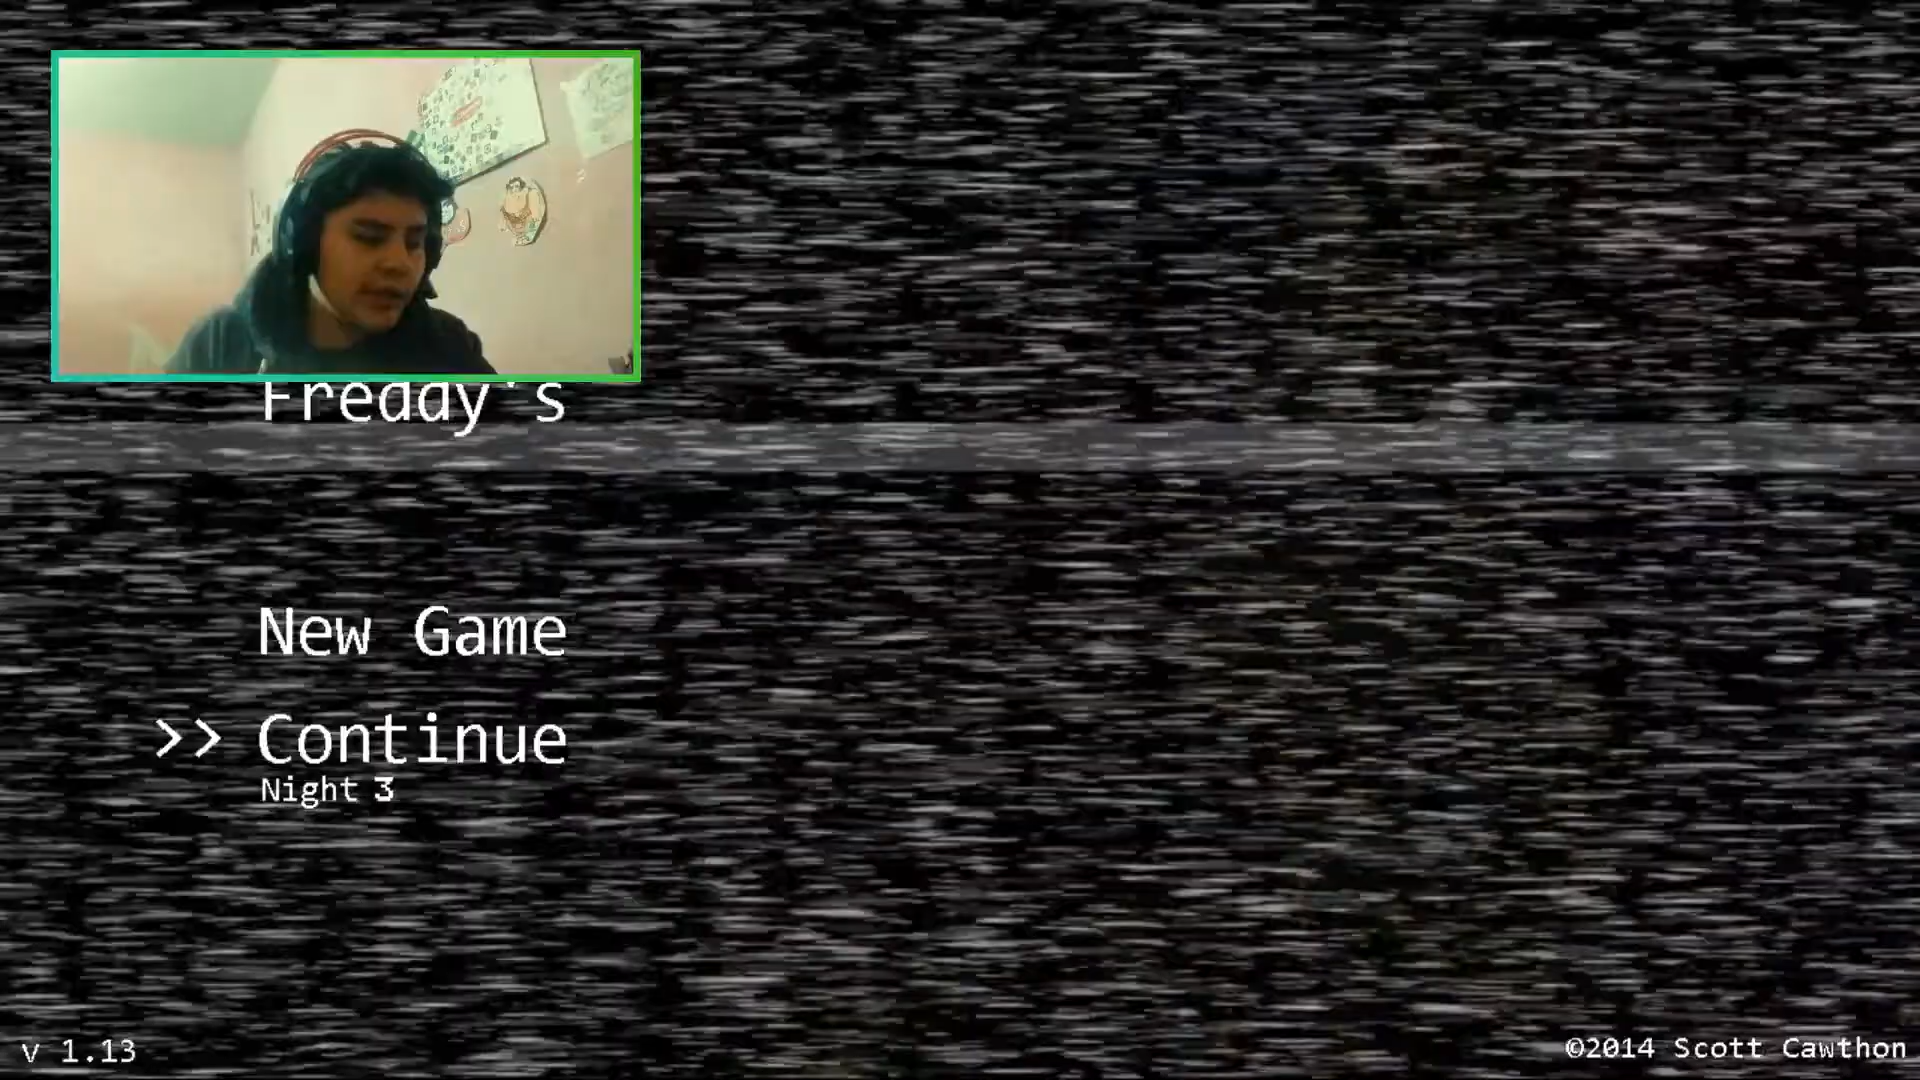 Freddy's
New Game
>> Continue
Night 3
v 1.13
©2014 Scott Cawthon